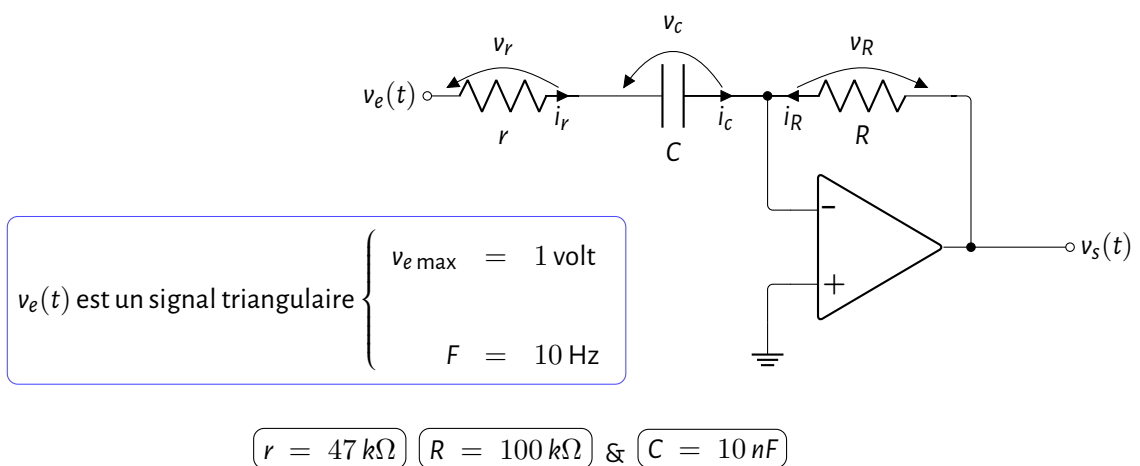 v_c
v_r v_R
v_e(t) i_r i_c i_R
r C R
−
+
v_s(t)
v_e(t) est un signal triangulaire { v_e max = 1 volt
F = 10 Hz
r = 47 kΩ R = 100 kΩ & C = 10 nF